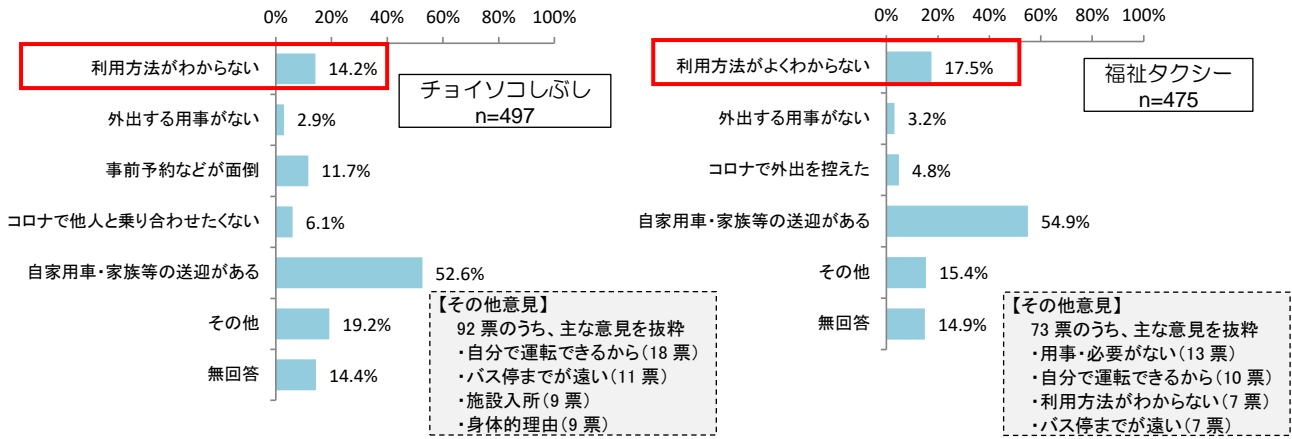 0% 20% 40% 60% 80% 100%
利用方法がわからない 14.2%
チョイソコしぶし
n=497
外出する用事がない 2.9%
事前予約などが面倒 11.7%
コロナで他人と乗り合わせたくない 6.1%
自家用車・家族等の送迎がある 52.6%
その他 19.2%
無回答 14.4%
【その他意見】
92 票のうち、主な意見を抜粋
・自分で運転できるから(18 票)
・バス停までが遠い(11 票)
・施設入所(9 票)
・身体的理由(9 票)
0% 20% 40% 60% 80% 100%
利用方法がよくわからない 17.5%
福祉タクシー
n=475
外出する用事がない 3.2%
コロナで外出を控えた 4.8%
自家用車・家族等の送迎がある 54.9%
その他 15.4%
無回答 14.9%
【その他意見】
73 票のうち、主な意見を抜粋
・用事・必要がない(13 票)
・自分で運転できるから(10 票)
・利用方法がわからない(7 票)
・バス停までが遠い(7 票)